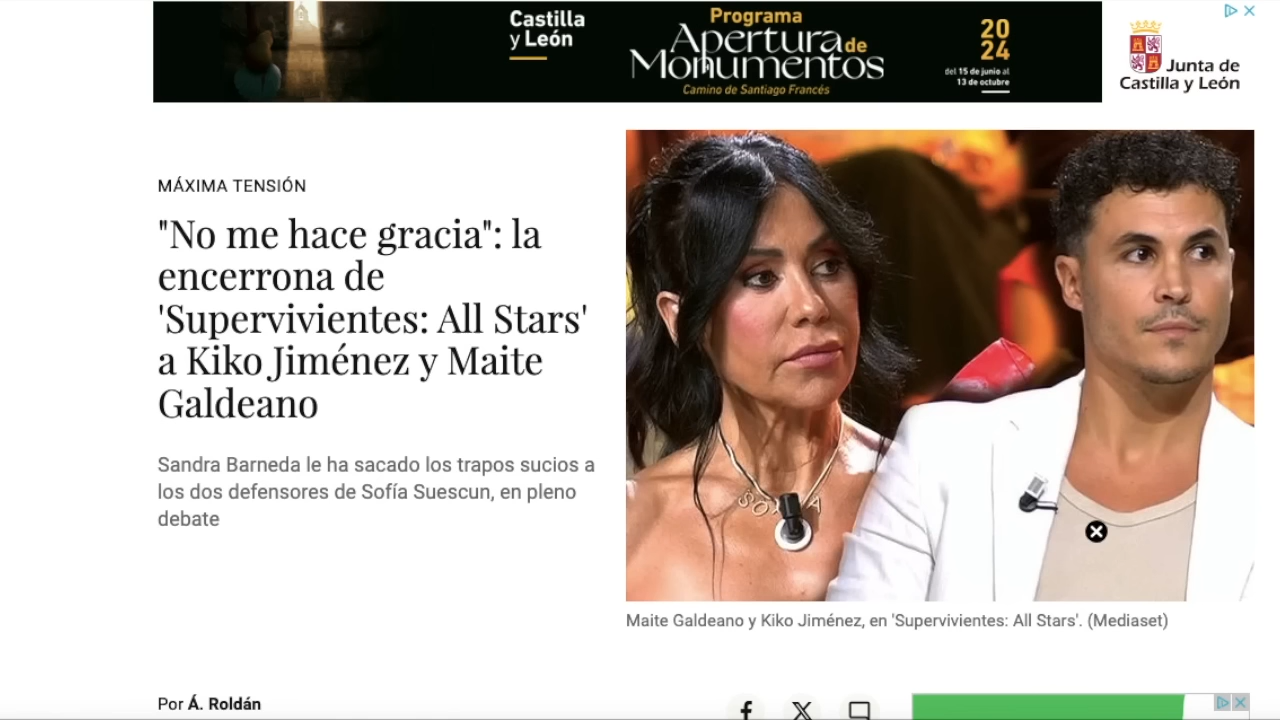 Castilla
y León
Programa
Apertura de
Monumentos
Camino de Santiago Francés
20
24
del 15 de junio al
13 de octubre
Junta de
Castilla y León
MÁXIMA TENSIÓN
"No me hace gracia": la
encerrona de
'Supervivientes: All Stars'
a Kiko Jiménez y Maite
Galdeano
Sandra Barneda le ha sacado los trapos sucios a
los dos defensores de Sofía Suescun, en pleno
debate
Maite Galdeano y Kiko Jiménez, en 'Supervivientes: All Stars'. (Mediaset)
Por Á. Roldán